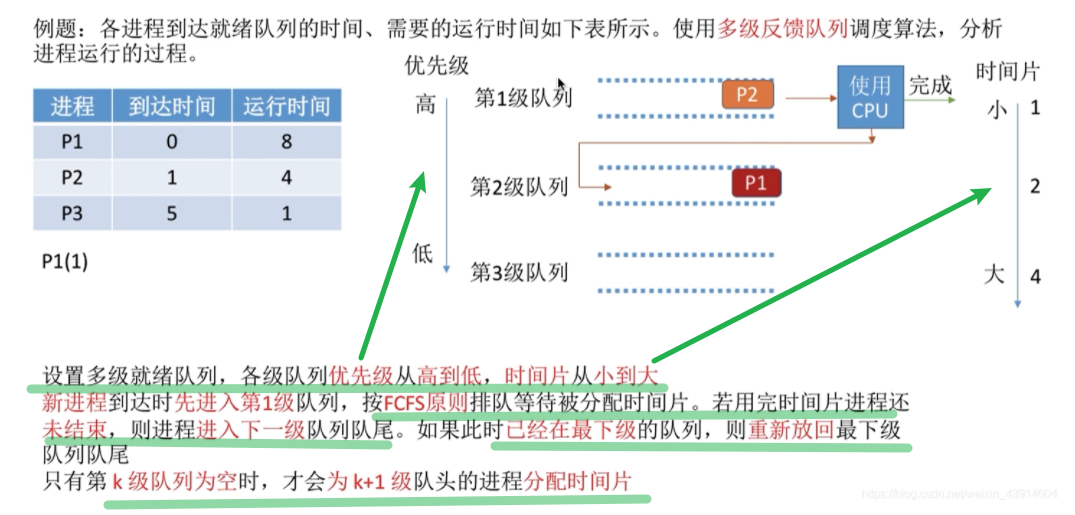 例题：各进程到达就绪队列的时间、需要的运行时间如下表所示。使用多级反馈队列调度算法，分析
进程运行的过程。
进程 到达时间 运行时间
P1 0 8
P2 1 4
P3 5 1
P1(1)
优先级
高
低
第1级队列
P2
使用
CPU
完成
第2级队列
P1
第3级队列
时间片
小 1
2
大 4
设置多级就绪队列，各级队列优先级从高到低，时间片从小到大
新进程到达时先进入第1级队列，按FCFS原则排队等待被分配时间片。若用完时间片进程还
未结束，则进程进入下一级队列队尾。如果此时已经在最下级的队列，则重新放回最下级
队列队尾
只有第 k 级队列为空时，才会为 k+1 级队头的进程分配时间片
https://blog.csdn.net/weixin_43914604